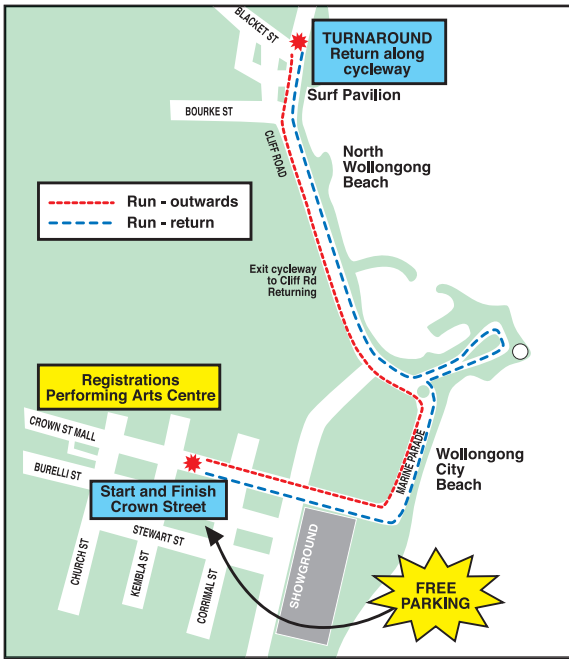 BLACKET ST
TURNAROUND
Return along
cycleway
Surf Pavilion
BOURKE ST
CLIFF ROAD
North
Wollongong
Beach
Run - outwards
Run - return
Exit cycleway
to Cliff Rd
Returning
Registrations
Performing Arts Centre
CROWN ST MALL
MARINE PARADE
Wollongong
City
Beach
BURELLI ST
Start and Finish
Crown Street
STEWART ST
CHURCH ST
KEMBLA ST
CORRIMAL ST
SHOWGROUND
FREE
PARKING